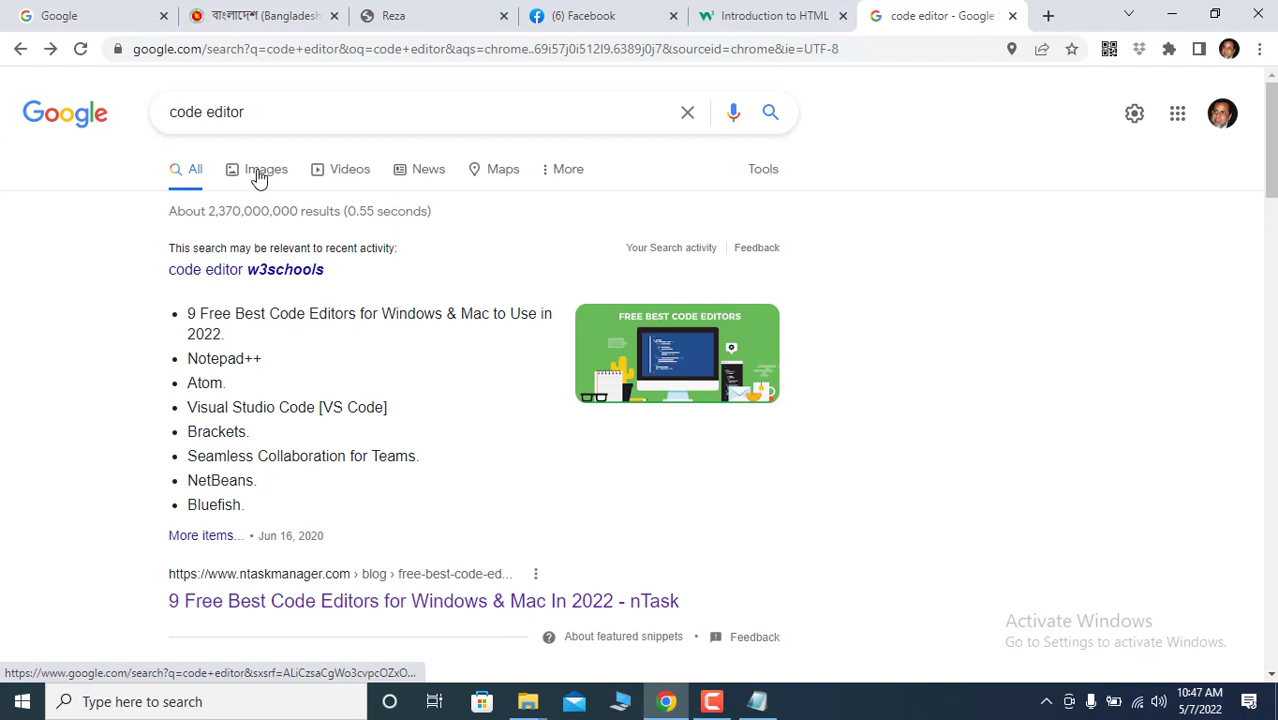 Google
বাংলাদেশ (Bangladesh
Reza
(6) Facebook
Introduction to HTML
code editor - Google S
google.com/search?q=code+editor&oq=code+editor&aqs=chrome..69i57j0i512l9.6389j0j7&sourceid=chrome&ie=UTF-8
Google
code editor
All
Images
Videos
News
Maps
More
Tools
About 2,370,000,000 results (0.55 seconds)
This search may be relevant to recent activity:
Your Search activity
Feedback
code editor w3schools
• 9 Free Best Code Editors for Windows & Mac to Use in
2022.
• Notepad++
• Atom.
• Visual Studio Code [VS Code]
• Brackets.
• Seamless Collaboration for Teams.
• NetBeans.
• Bluefish.
FREE BEST CODE EDITORS
More items... • Jun 16, 2020
https://www.ntaskmanager.com › blog › free-best-code-ed...
9 Free Best Code Editors for Windows & Mac In 2022 - nTask
About featured snippets • Feedback
Activate Windows
Go to Settings to activate Windows.
https://www.google.com/search?q=code+editor&sxsrf=ALiCzsaCgWo3cvpcOZxO...
Type here to search
10:47 AM
5/7/2022